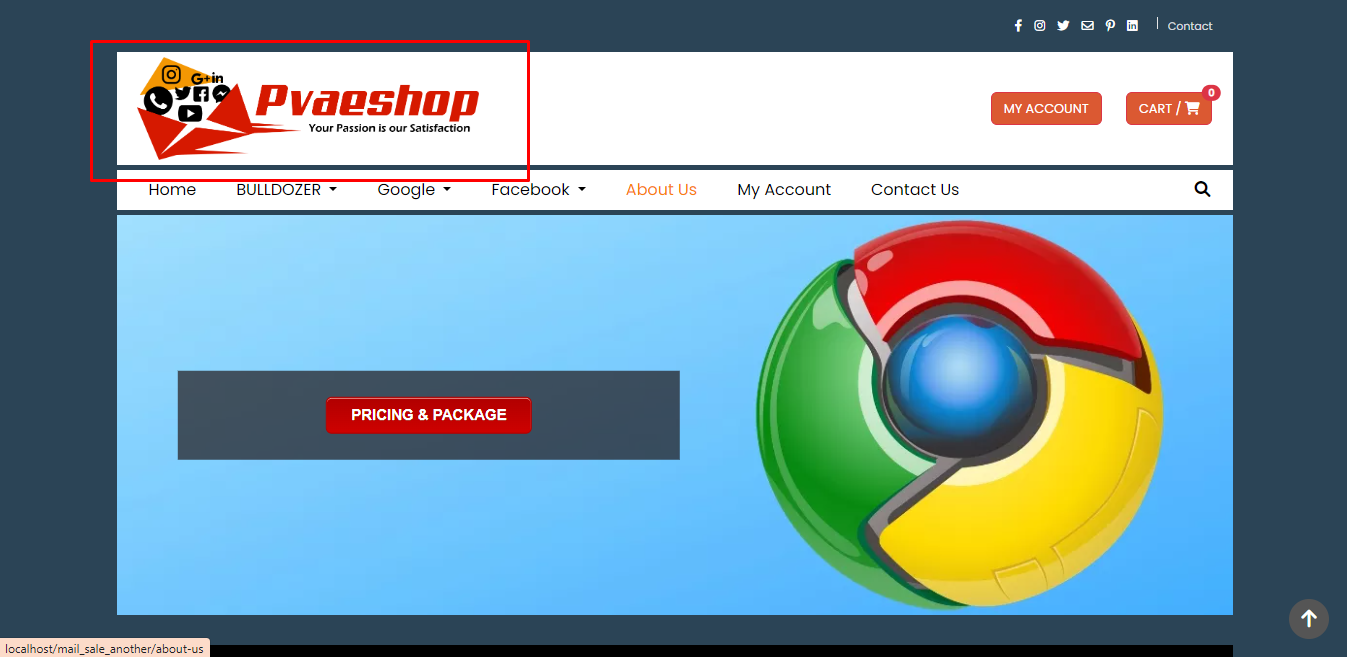 Contact
G+ in
Pvaeshop
Your Passion is our Satisfaction
MY ACCOUNT
CART /
0
Home BULLDOZER Google Facebook About Us My Account Contact Us
PRICING & PACKAGE
localhost/mail_sale_another/about-us